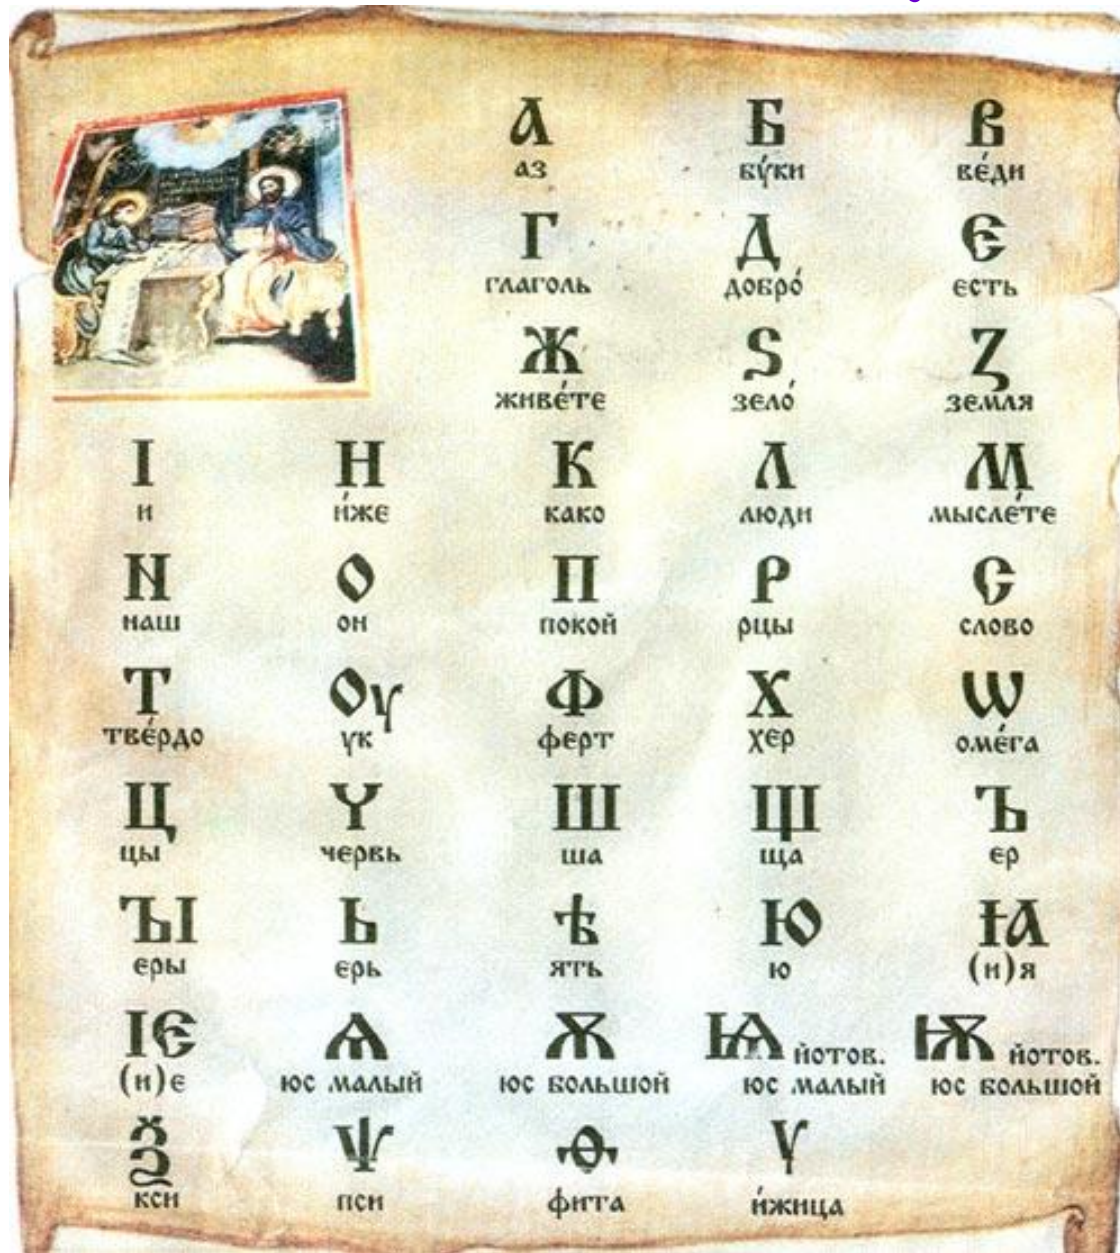 А Б В
аз бу́ки ве́ди
Г Д Є
глаголь добро́ єсть
Ж Ѕ З
живе́те зело́ земля
І Н К Л М
и и́же како люди мысле́те
N О П Р С
наш он покой рцы слово
Т Оу Ф Х Ѡ
тве́рдо ук ферт хер оме́га
Ц Ч Ш Щ Ъ
цы червь ша ща ер
ЪІ Ь Ѣ Ю Ꙗ
еры ерь ять ю (и)я
Ѥ Ѧ Ѫ Ѩ йотов. Ѭ йотов.
(и)є юс малый юс большой юс малый юс большой
Ѯ Ѱ Ѳ Ѵ
кси пси фита и́жица